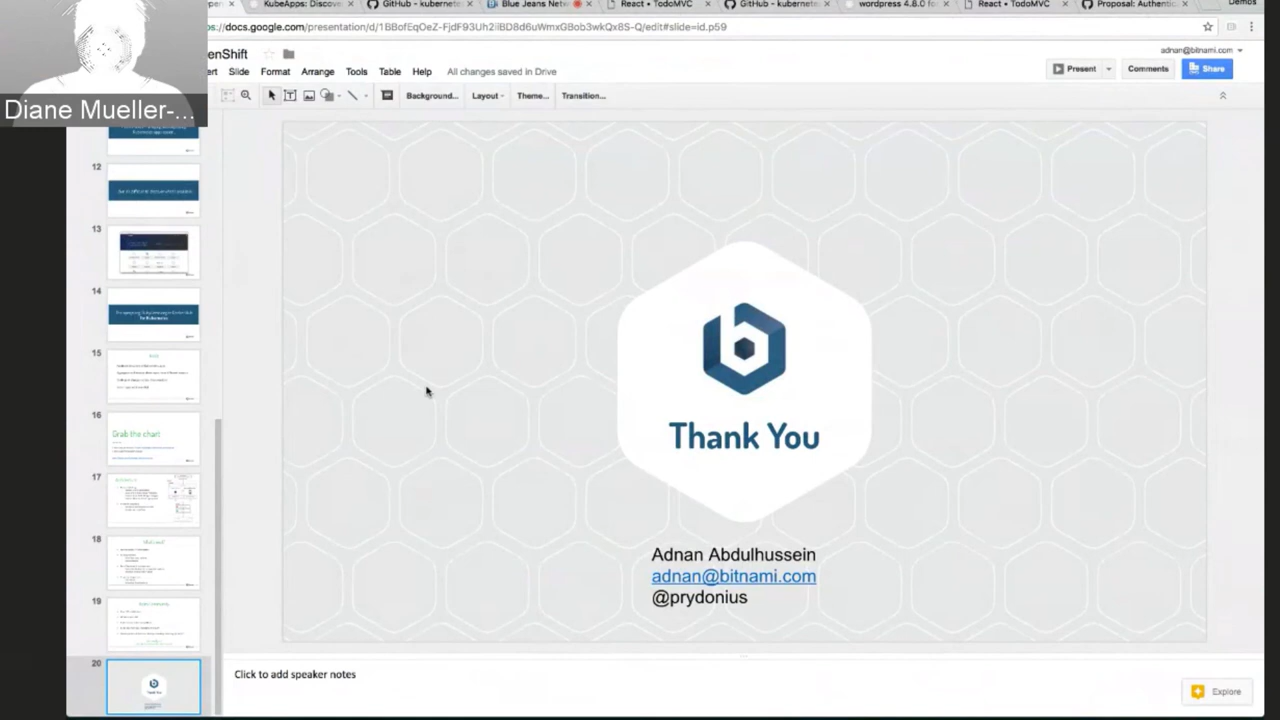 KubeApps: Discove
GitHub - kubernete
Blue Jeans Netw
React • TodoMVC
GitHub - kubernete
wordpress 4.8.0 fo
React • TodoMVC
Proposal: Authentic
Demos
ps://docs.google.com/presentation/d/1BBofEqOeZ-FjdF93Uh2iiBD8d6uWmxGBob3wkQx8S-Q/edit#slide=id.p59
enShift
adnan@bitnami.com
ert Slide Format Arrange Tools Table Help All changes saved in Drive
Present Comments Share
Background... Layout Theme... Transition...
Diane Mueller-...
12
13
14
15
16
Grab the chart
17
18
19
20
Thank You
Adnan Abdulhussein
adnan@bitnami.com
@prydonius
Click to add speaker notes
Explore